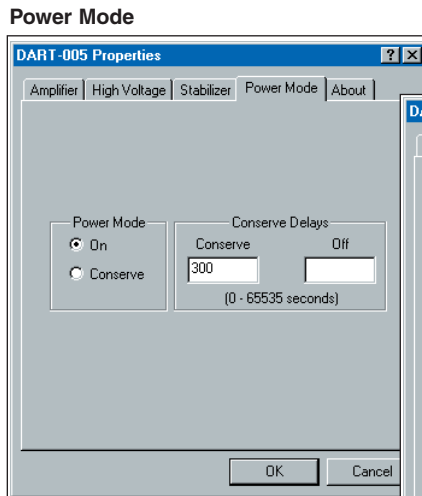 Power Mode
DART-005 Properties
Amplifier High Voltage Stabilizer Power Mode About
Power Mode
On
Conserve
Conserve Delays
Conserve Off
300
(0 - 65535 seconds)
OK Cancel